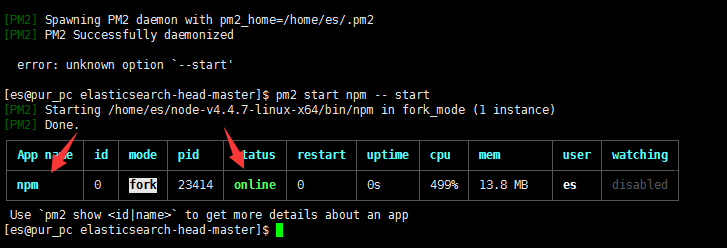 [PM2] Spawning PM2 daemon with pm2_home=/home/es/.pm2
[PM2] PM2 Successfully daemonized
error: unknown option `--start'
[es@pur_pc elasticsearch-head-master]$ pm2 start npm -- start
[PM2] Starting /home/es/node-v4.4.7-linux-x64/bin/npm in fork_mode (1 instance)
[PM2] Done.
App name id mode pid status restart uptime cpu mem user watching
npm 0 fork 23414 online 0 0s 499% 13.8 MB es disabled
Use `pm2 show <id|name>` to get more details about an app
[es@pur_pc elasticsearch-head-master]$